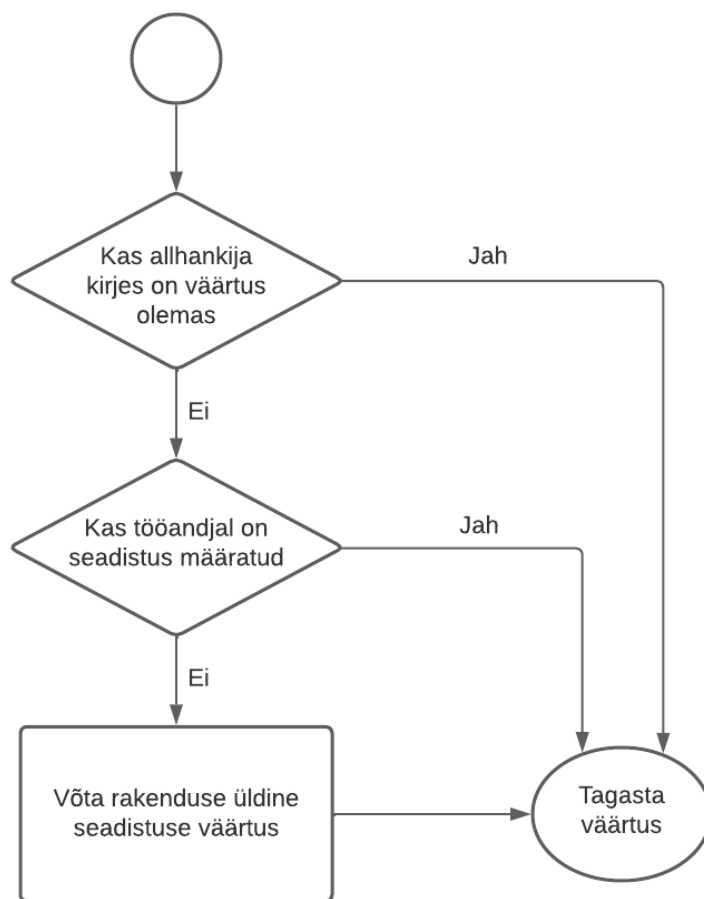 Kas allhankija
kirjes on väärtus
olemas
Jah
Ei
Kas tööandjal on
seadistus määratud
Jah
Ei
Võta rakenduse üldine
seadistuse väärtus
Tagasta
väärtus